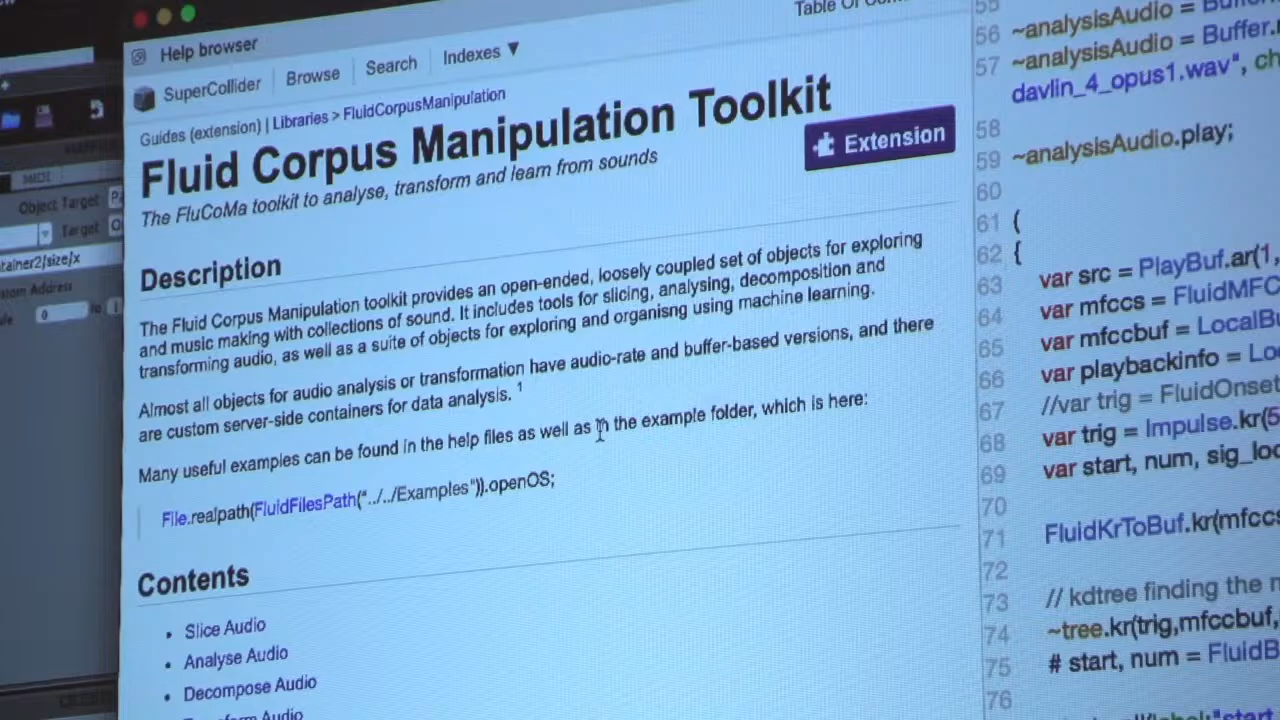 Table Of
Help browser
SuperCollider Browse Search Indexes ▼
Guides (extension) | Libraries > FluidCorpusManipulation
Fluid Corpus Manipulation Toolkit
Extension
The FluCoMa toolkit to analyse, transform and learn from sounds
Description
The Fluid Corpus Manipulation toolkit provides an open-ended, loosely coupled set of objects for exploring
and music making with collections of sound. It includes tools for slicing, analysing, decomposition and
transforming audio, as well as a suite of objects for exploring and organisng using machine learning.
Almost all objects for audio analysis or transformation have audio-rate and buffer-based versions, and there
are custom server-side containers for data analysis. 1
Many useful examples can be found in the help files as well as in the example folder, which is here:
File.realpath(FluidFilesPath("../../Examples")).openOS;
Contents
• Slice Audio
• Analyse Audio
• Decompose Audio
Audio
Object Target
Target
tainer2/size/x
Address
0 to
55
56 ~analysisAudio =
57 ~analysisAudio = Buffer.
davlin_4_opus1.wav", ch
58
59 ~analysisAudio.play;
60
61 (
62 {
63 var src = PlayBuf.ar(1,
64 var mfccs = FluidMFC
65 var mfccbuf = LocalBu
66 var playbackinfo = Lo
67 //var trig = FluidOnset
68 var trig = Impulse.kr(5
69 var start, num, sig_loc
70
71 FluidKrToBuf.kr(mfccs
72
73 // kdtree finding the n
74 ~tree.kr(trig,mfccbuf,
75 # start, num = FluidB
76